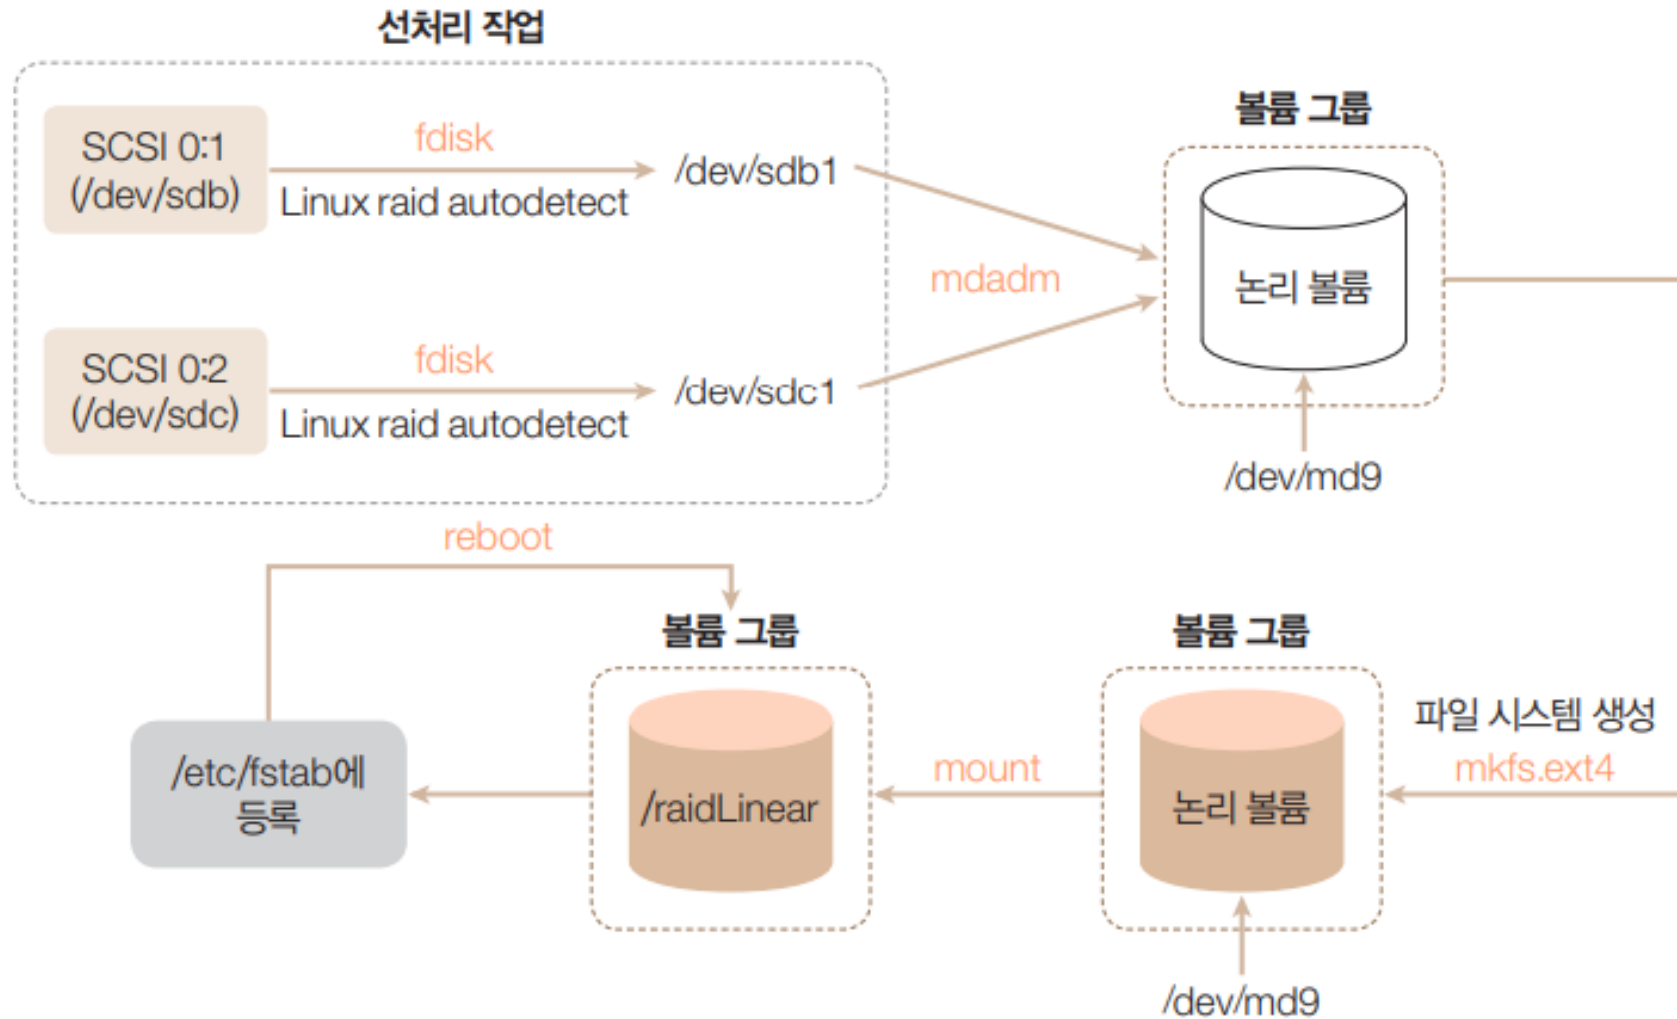 선처리 작업
SCSI 0:1
(/dev/sdb)
fdisk
Linux raid autodetect
/dev/sdb1
SCSI 0:2
(/dev/sdc)
fdisk
Linux raid autodetect
/dev/sdc1
mdadm
볼륨 그룹
논리 볼륨
/dev/md9
reboot
/etc/fstab에
등록
볼륨 그룹
/raidLinear
mount
볼륨 그룹
논리 볼륨
/dev/md9
파일 시스템 생성
mkfs.ext4